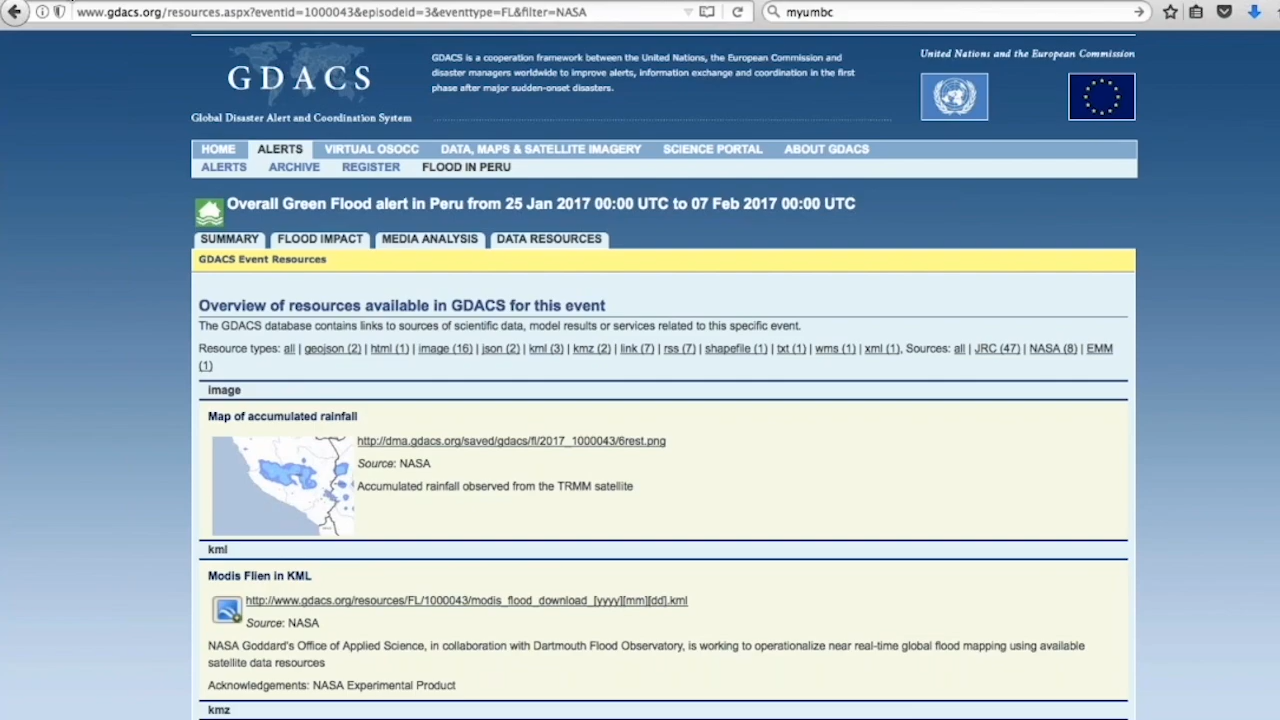 www.gdacs.org/resources.aspx?eventid=1000043&episodeid=3&eventtype=FL&filter=NASA
myumbc
GDACS
Global Disaster Alert and Coordination System
GDACS is a cooperation framework between the United Nations, the European Commission and
disaster managers worldwide to improve alerts, information exchange and coordination in the first
phase after major sudden-onset disasters.
United Nations and the European Commission
HOME ALERTS VIRTUAL OSOCC DATA, MAPS & SATELLITE IMAGERY SCIENCE PORTAL ABOUT GDACS
ALERTS ARCHIVE REGISTER FLOOD IN PERU
Overall Green Flood alert in Peru from 25 Jan 2017 00:00 UTC to 07 Feb 2017 00:00 UTC
SUMMARY FLOOD IMPACT MEDIA ANALYSIS DATA RESOURCES
GDACS Event Resources
Overview of resources available in GDACS for this event
The GDACS database contains links to sources of scientific data, model results or services related to this specific event.
Resource types: all | geojson (2) | html (1) | image (16) | json (2) | kml (3) | kmz (2) | link (7) | rss (7) | shapefile (1) | txt (1) | wms (1) | xml (1), Sources: all | JRC (47) | NASA (8) | EMM
(1)
image
Map of accumulated rainfall
http://dma.gdacs.org/saved/gdacs/fl/2017_1000043/6rest.png
Source: NASA
Accumulated rainfall observed from the TRMM satellite
kml
Modis Flien in KML
http://www.gdacs.org/resources/FL/1000043/modis_flood_download_[yyyy][mm][dd].kml
Source: NASA
NASA Goddard's Office of Applied Science, in collaboration with Dartmouth Flood Observatory, is working to operationalize near real-time global flood mapping using available
satellite data resources
Acknowledgements: NASA Experimental Product
kmz